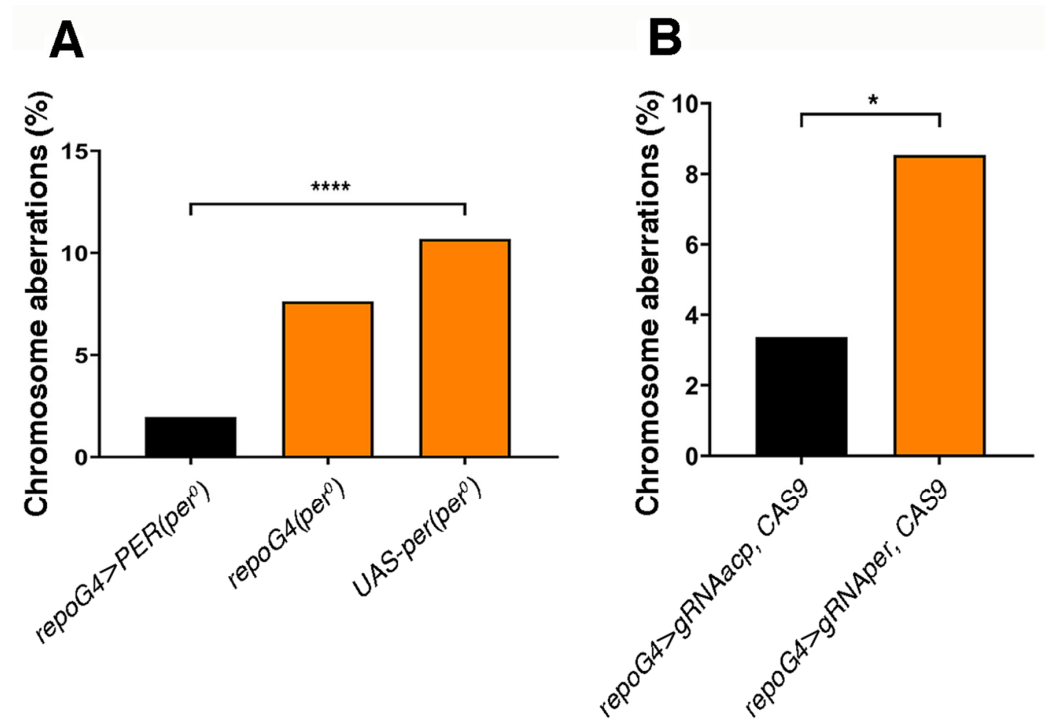 A
Chromosome aberrations (%)
15
10
5
0
****
repoG4>PER(per⁰)
repoG4(per⁰)
UAS-per(per⁰)
B
Chromosome aberrations (%)
10
8
6
4
2
0
*
repoG4>gRNAacp, CAS9
repoG4>gRNAper, CAS9